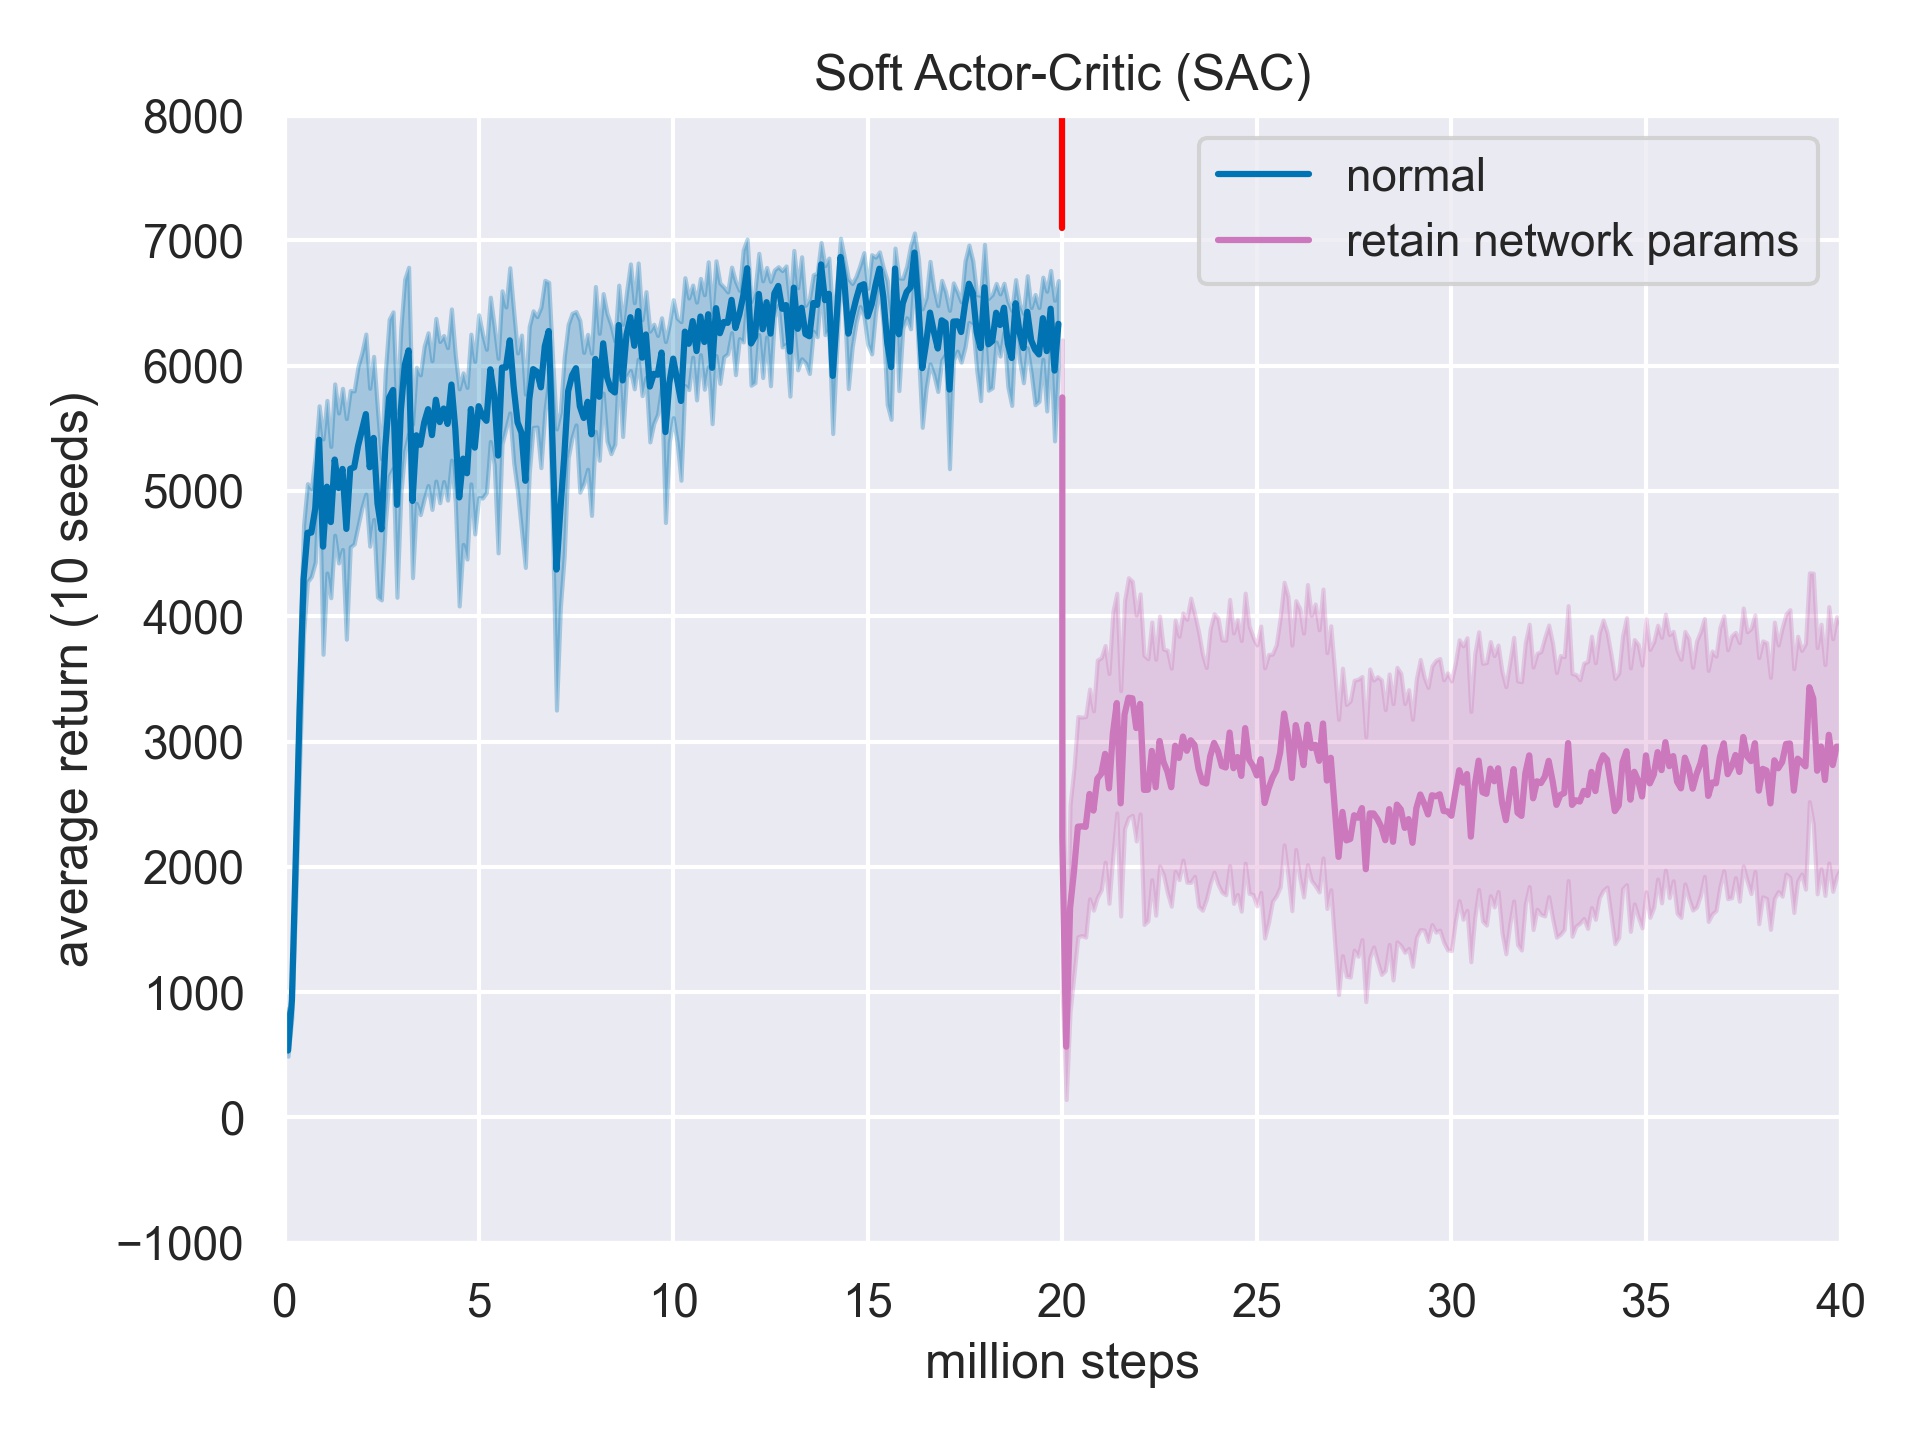 Soft Actor-Critic (SAC)
8000
7000
6000
5000
4000
3000
2000
1000
0
−1000
average return (10 seeds)
normal
retain network params
0 5 10 15 20 25 30 35 40
million steps